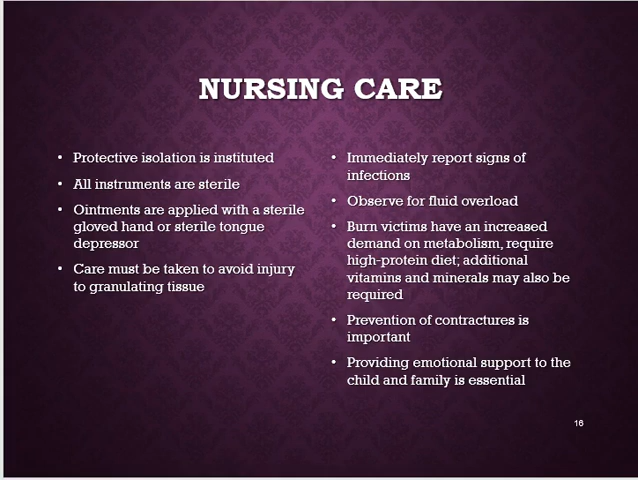 NURSING CARE
• Protective isolation is instituted
• All instruments are sterile
• Ointments are applied with a sterile
gloved hand or sterile tongue
depressor
• Care must be taken to avoid injury
to granulating tissue
• Immediately report signs of
infections
• Observe for fluid overload
• Burn victims have an increased
demand on metabolism, require
high-protein diet; additional
vitamins and minerals may also be
required
• Prevention of contractures is
important
• Providing emotional support to the
child and family is essential
16